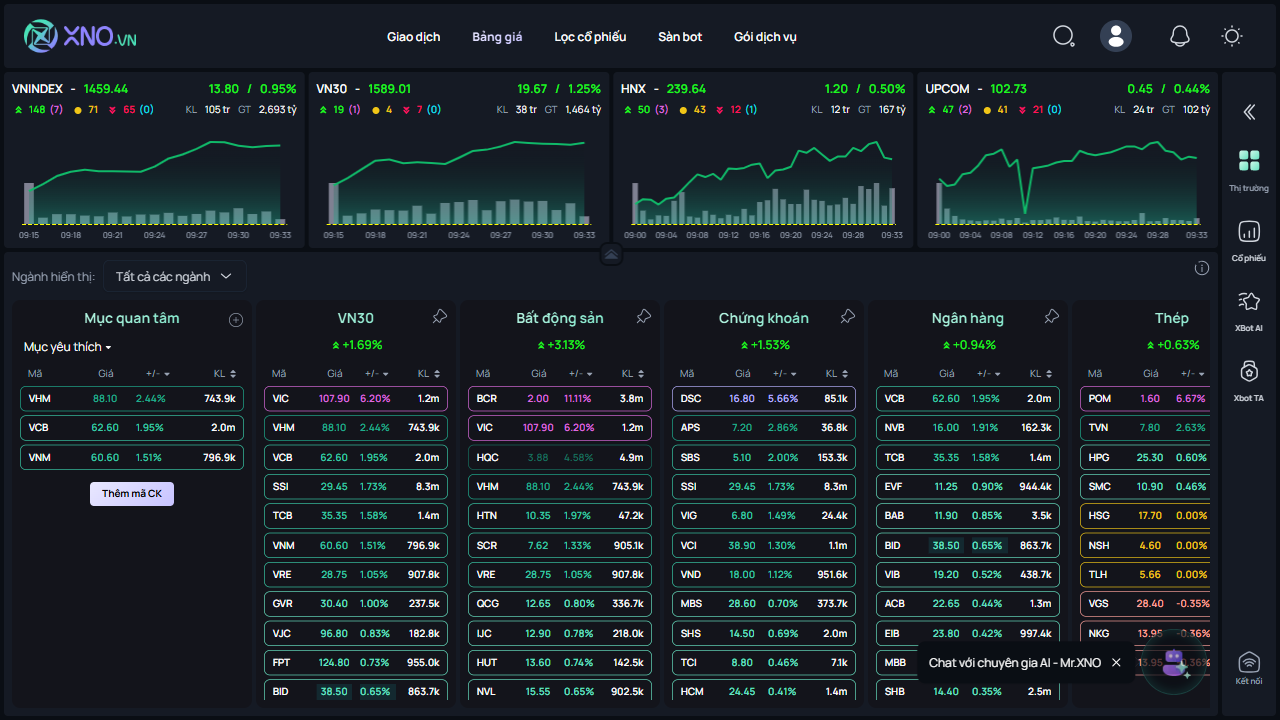 XNO.VN
Giao dịch Bảng giá Lọc cổ phiếu Sàn bot Gói dịch vụ
VNINDEX - 1459.44 13.80 / 0.95%
148 (7) 71 65 (0) KL 105 tr GT 2,693 tỷ
09:15 09:18 09:21 09:24 09:27 09:30 09:33
VN30 - 1589.01 19.67 / 1.25%
19 (1) 4 7 (0) KL 38 tr GT 1,464 tỷ
09:15 09:18 09:21 09:24 09:27 09:30 09:33
HNX - 239.64 1.20 / 0.50%
50 (3) 43 12 (1) KL 12 tr GT 167 tỷ
09:00 09:04 09:08 09:12 09:16 09:20 09:24 09:28 09:33
UPCOM - 102.73 0.45 / 0.44%
47 (2) 41 21 (0) KL 24 tr GT 102 tỷ
09:00 09:04 09:08 09:12 09:16 09:20 09:24 09:28 09:33
Thị trường
Cổ phiếu
XBot AI
Xbot TA
Kết nối
Ngành hiển thị: Tất cả các ngành
Mục quan tâm
Mục yêu thích
Mã Giá +/- KL
VHM 88.10 2.44% 743.9k
VCB 62.60 1.95% 2.0m
VNM 60.60 1.51% 796.9k
Thêm mã CK
VN30
+1.69%
Mã Giá +/- KL
VIC 107.90 6.20% 1.2m
VHM 88.10 2.44% 743.9k
VCB 62.60 1.95% 2.0m
SSI 29.45 1.73% 8.3m
TCB 35.35 1.58% 1.4m
VNM 60.60 1.51% 796.9k
VRE 28.75 1.05% 907.8k
GVR 30.40 1.00% 237.5k
VJC 96.80 0.83% 182.8k
FPT 124.80 0.73% 955.0k
BID 38.50 0.65% 863.7k
Bất động sản
+3.13%
Mã Giá +/- KL
BCR 2.00 11.11% 3.8m
VIC 107.90 6.20% 1.2m
HQC 3.88 4.58% 4.9m
VHM 88.10 2.44% 743.9k
HTN 10.35 1.97% 47.2k
SCR 7.62 1.33% 905.1k
VRE 28.75 1.05% 907.8k
QCG 12.65 0.80% 336.7k
IJC 12.90 0.78% 218.0k
HUT 13.60 0.74% 142.5k
NVL 15.55 0.65% 902.5k
Chứng khoán
+1.53%
Mã Giá +/- KL
DSC 16.80 5.66% 85.1k
APS 7.20 2.86% 36.8k
SBS 5.10 2.00% 153.3k
SSI 29.45 1.73% 8.3m
VIG 6.80 1.49% 24.4k
VCI 38.90 1.30% 1.1m
VND 18.00 1.12% 951.6k
MBS 28.60 0.70% 373.7k
SHS 14.50 0.69% 2.0m
TCI 8.80 0.46% 7.1k
HCM 24.45 0.41% 1.4m
Ngân hàng
+0.94%
Mã Giá +/- KL
VCB 62.60 1.95% 2.0m
NVB 16.00 1.91% 162.3k
TCB 35.35 1.58% 1.4m
EVF 11.25 0.90% 944.4k
BAB 11.90 0.85% 3.5k
BID 38.50 0.65% 863.7k
VIB 19.20 0.52% 438.7k
ACB 22.65 0.44% 1.3m
EIB 23.80 0.42% 997.4k
MBB
SHB 14.40 0.35% 2.5m
Thép
+0.63%
Mã Giá +/-
POM 1.60 6.67%
TVN 7.80 2.63%
HPG 25.30 0.60%
SMC 10.90 0.46%
HSG 17.70 0.00%
NSH 4.60 0.00%
TLH 5.66 0.00%
VGS 28.40 -0.35%
NKG 13.95 -0.36%
13.95 -0.36%
Chat với chuyên gia AI - Mr.XNO